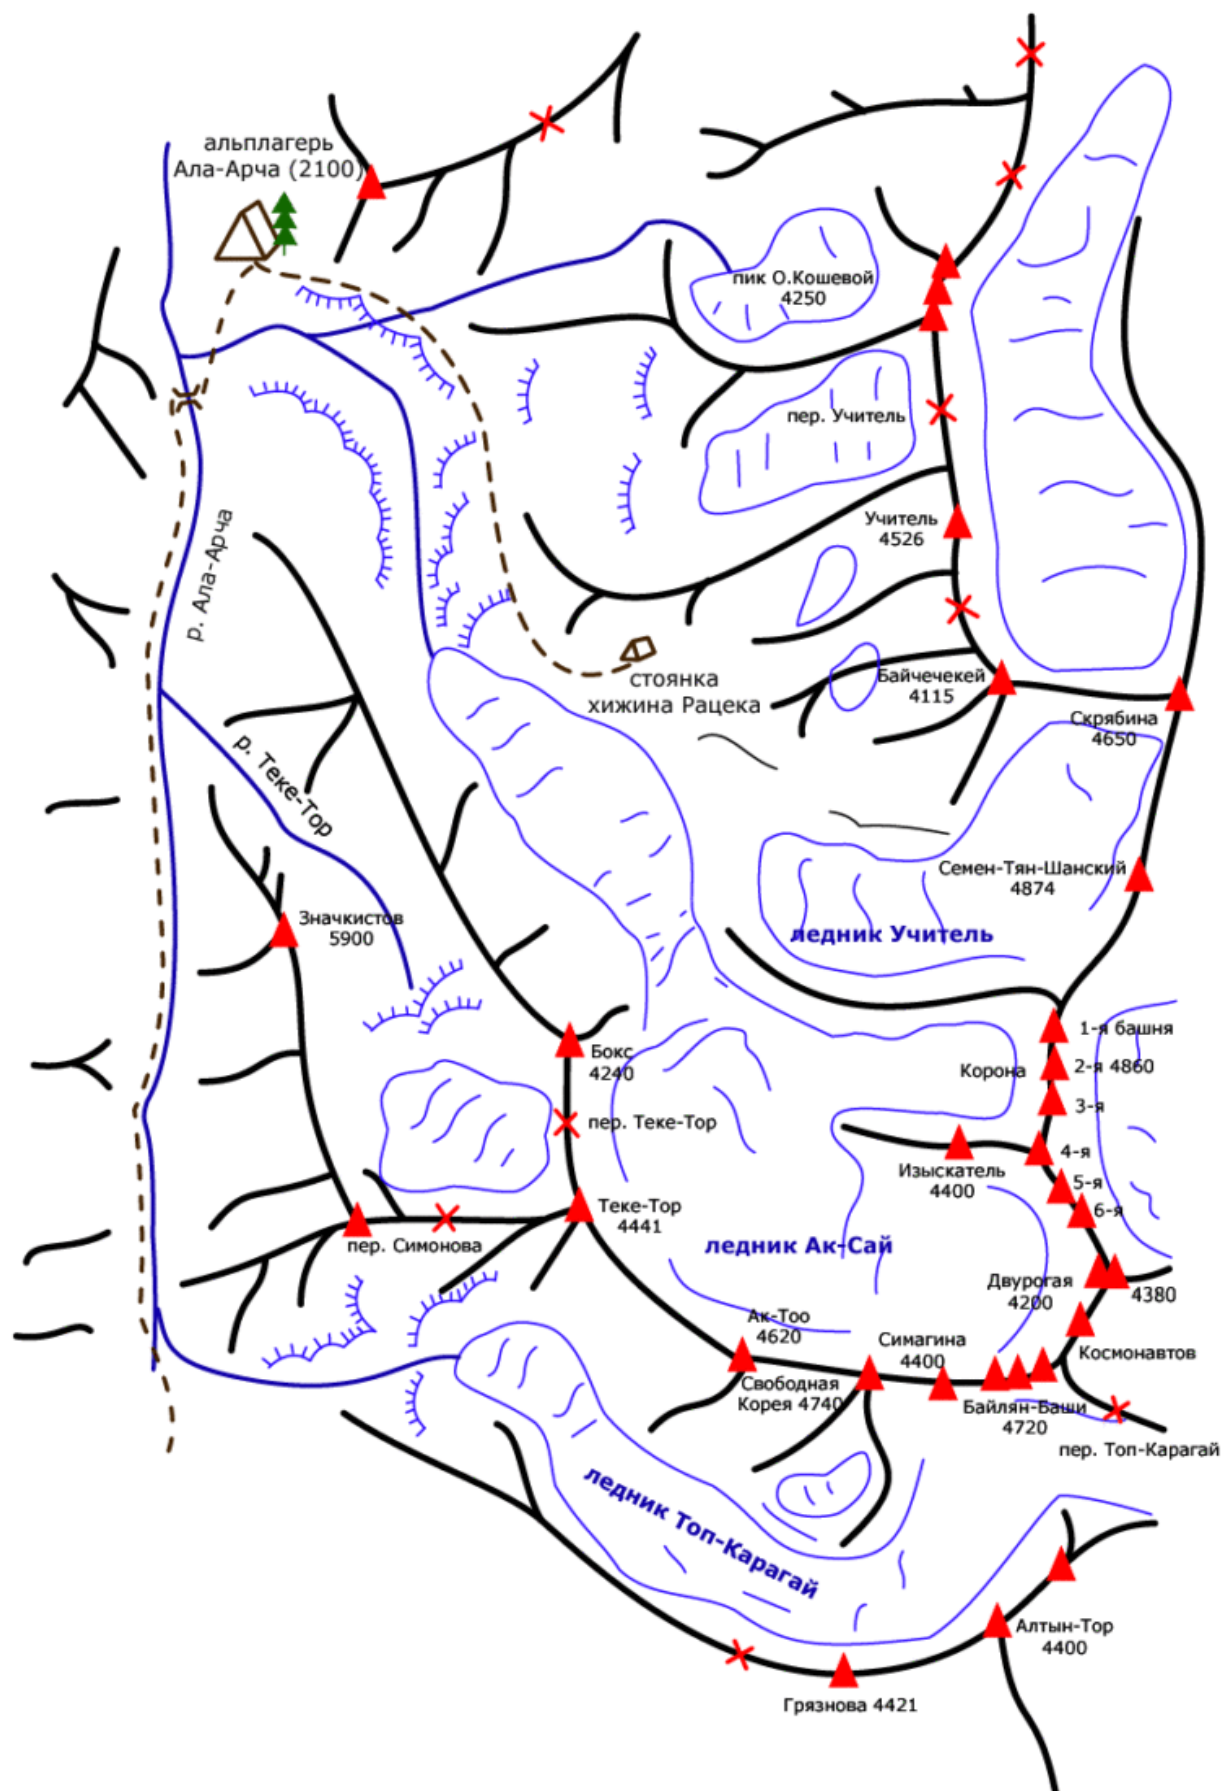 альплагерь
Ала-Арча (2100)
пик О.Кошевой
4250
пер. Учитель
Учитель
4526
р. Ала-Арча
стоянка
хижина Рацека
Байчечекей
4115
Скрябина
4650
р. Теке-Тор
Семен-Тян-Шанский
4874
Значкистов
5900
ледник Учитель
1-я башня
Бокс
4240
Корона
2-я 4860
3-я
пер. Теке-Тор
4-я
Изыскатель
4400
5-я
6-я
Теке-Тор
4441
пер. Симонова
ледник Ак-Сай
Двурогая
4200
4380
Ак-Тоо
4620
Симагина
4400
Космонавтов
Свободная
Корея 4740
Байлян-Баши
4720
пер. Топ-Карагай
ледник Топ-Карагай
Алтын-Тор
4400
Грязнова 4421